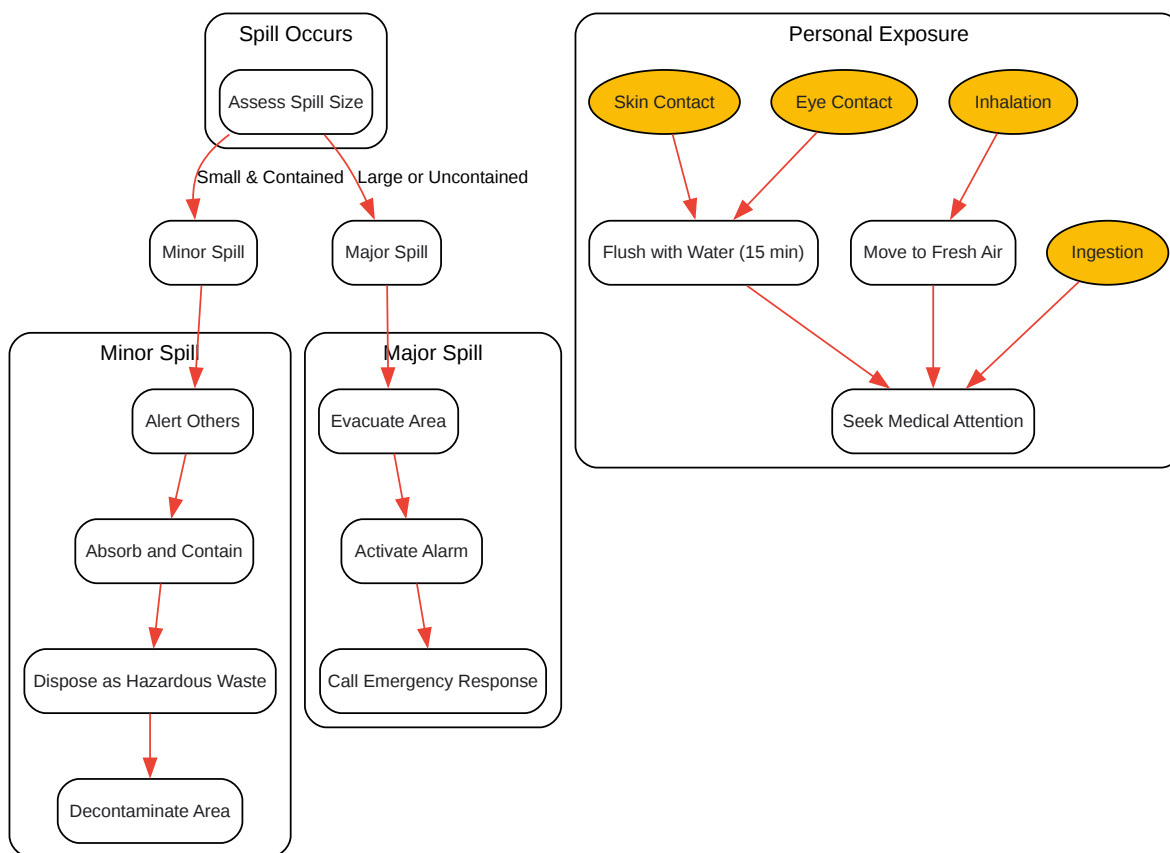 Spill Occurs
Assess Spill Size
Small & Contained
Large or Uncontained
Minor Spill
Major Spill
Minor Spill
Alert Others
Absorb and Contain
Dispose as Hazardous Waste
Decontaminate Area
Major Spill
Evacuate Area
Activate Alarm
Call Emergency Response
Personal Exposure
Skin Contact
Eye Contact
Inhalation
Flush with Water (15 min)
Move to Fresh Air
Ingestion
Seek Medical Attention